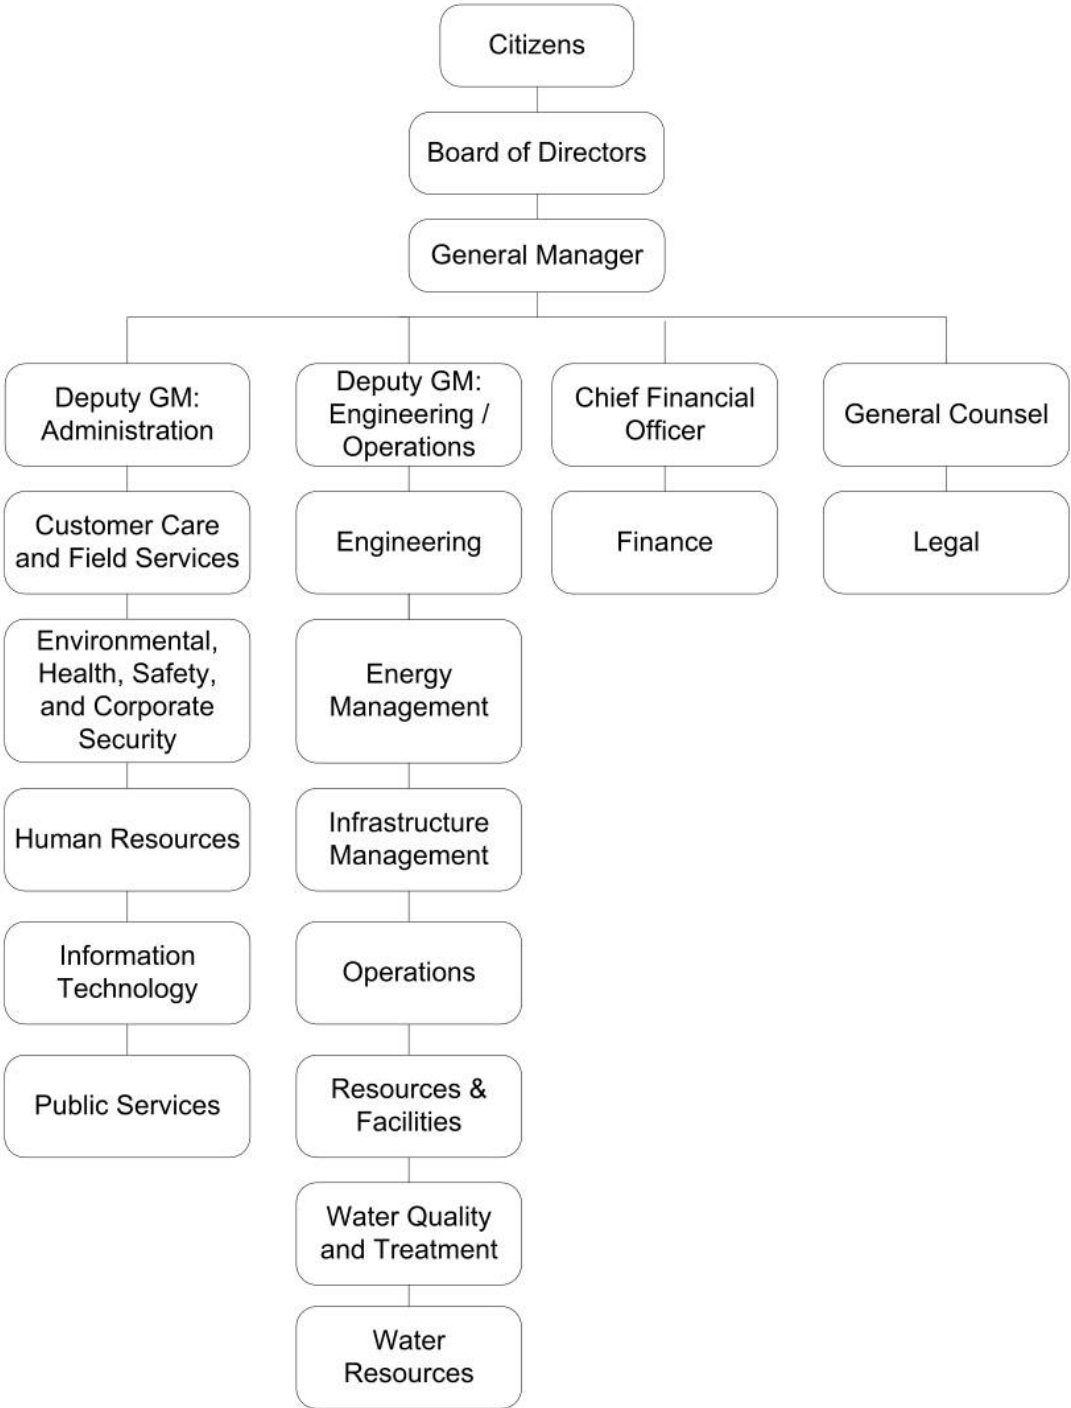 Citizens
Board of Directors
General Manager
Deputy GM:
Administration
Deputy GM:
Engineering /
Operations
Chief Financial
Officer
General Counsel
Customer Care
and Field Services
Engineering
Finance
Legal
Environmental,
Health, Safety,
and Corporate
Security
Energy
Management
Human Resources
Infrastructure
Management
Information
Technology
Operations
Public Services
Resources &
Facilities
Water Quality
and Treatment
Water
Resources